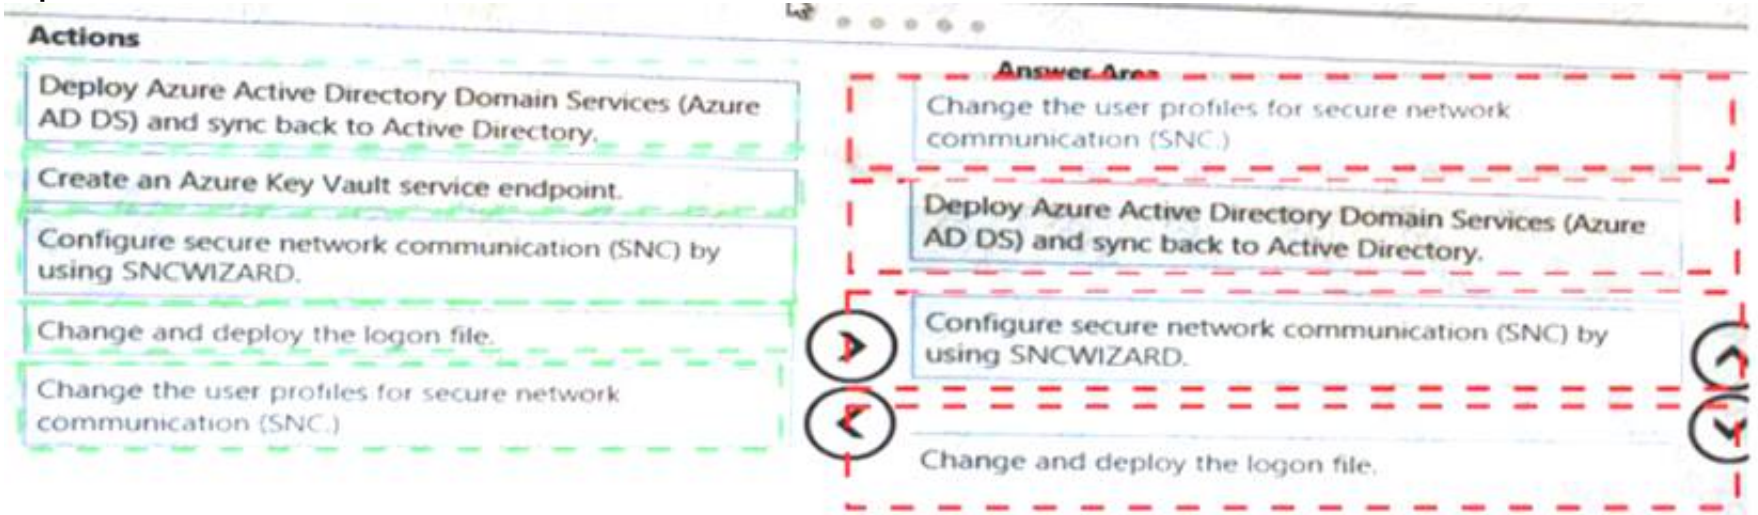 Actions
Deploy Azure Active Directory Domain Services (Azure
AD DS) and sync back to Active Directory.
Create an Azure Key Vault service endpoint.
Configure secure network communication (SNC) by
using SNCWIZARD.
Change and deploy the logon file.
Change the user profiles for secure network
communication (SNC.)
Answer Area
Change the user profiles for secure network
communication (SNC.)
Deploy Azure Active Directory Domain Services (Azure
AD DS) and sync back to Active Directory.
Configure secure network communication (SNC) by
using SNCWIZARD.
Change and deploy the logon file.